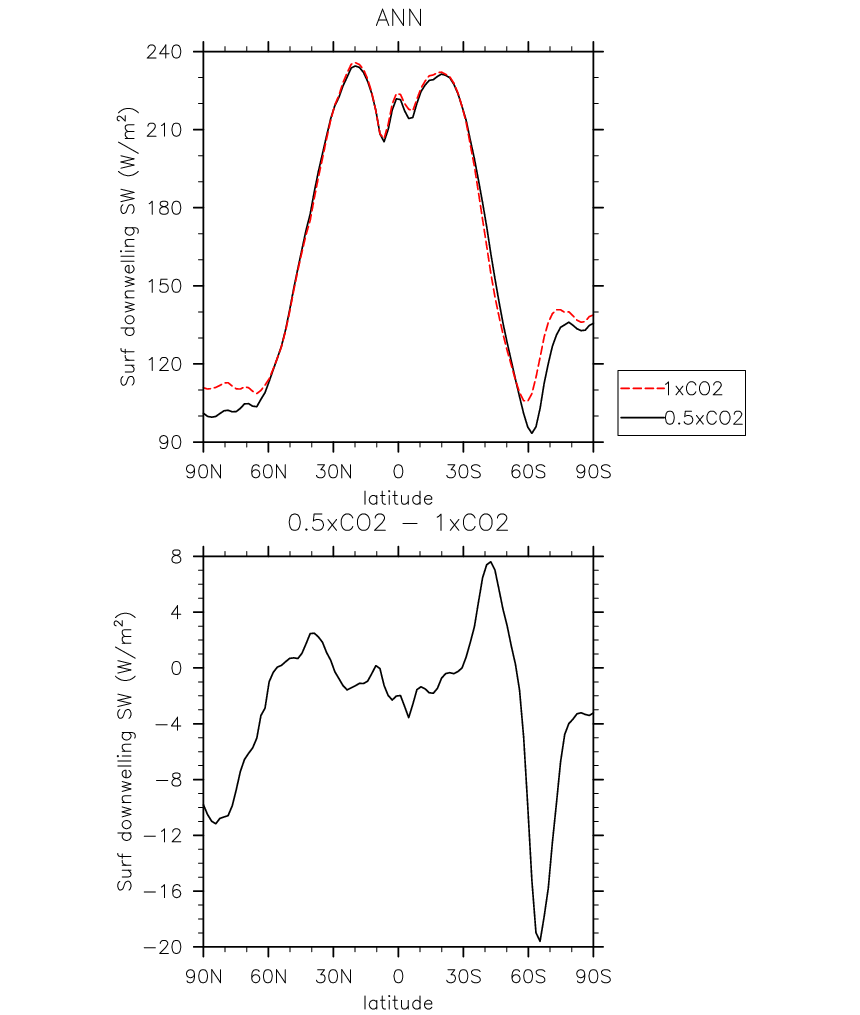 ANN
Surf downwelling SW (W/m²)
240
210
180
150
120
90
90N 60N 30N 0 30S 60S 90S
latitude
1xCO2
0.5xCO2
0.5xCO2 − 1xCO2
Surf downwelling SW (W/m²)
8
4
0
−4
−8
−12
−16
−20
90N 60N 30N 0 30S 60S 90S
latitude